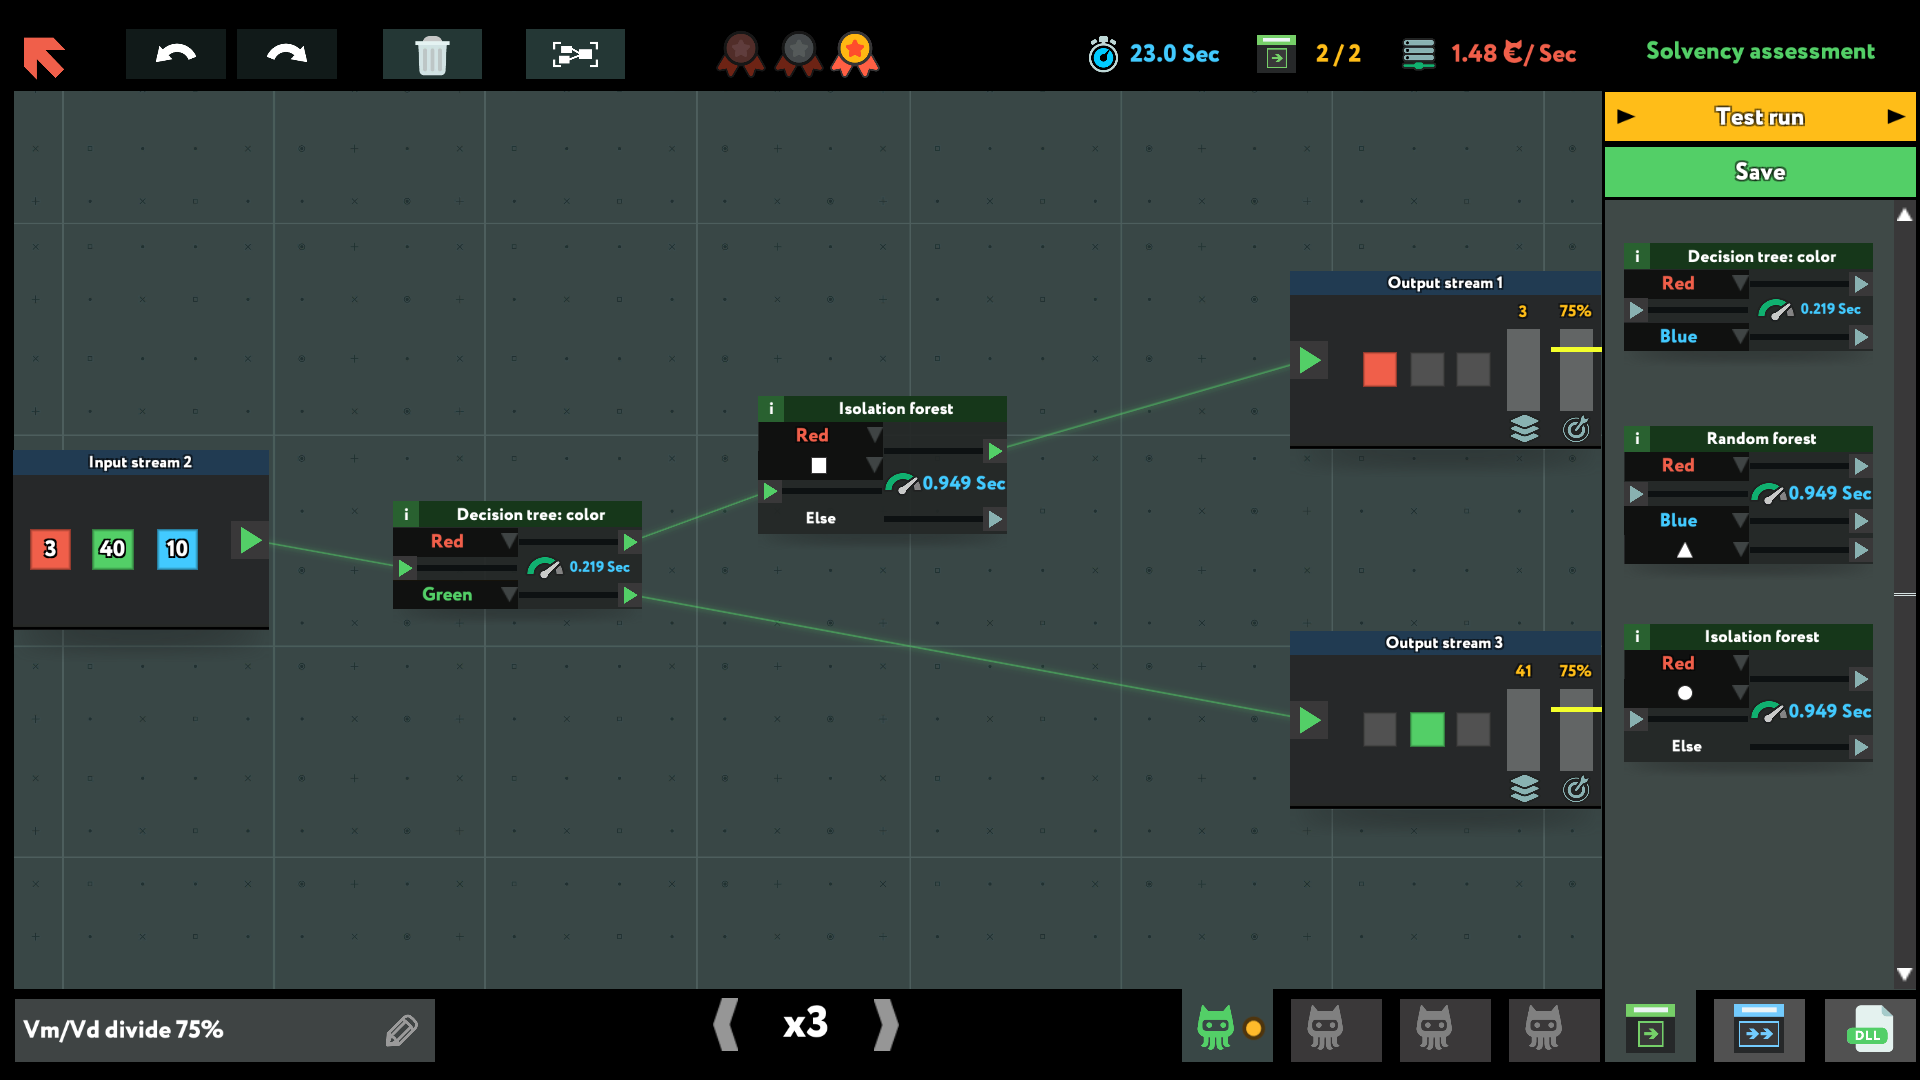 23.0 Sec
2 / 2
1.48 €/ Sec
Solvency assessment
Test run
Save
Input stream 2
3
40
10
i
Decision tree: color
Red
0.219 Sec
Green
i
Isolation forest
Red
0.949 Sec
Else
Output stream 1
3
75%
Output stream 3
41
75%
i
Decision tree: color
Red
0.219 Sec
Blue
i
Random forest
Red
0.949 Sec
Blue
i
Isolation forest
Red
0.949 Sec
Else
Vm/Vd divide 75%
x3
DLL